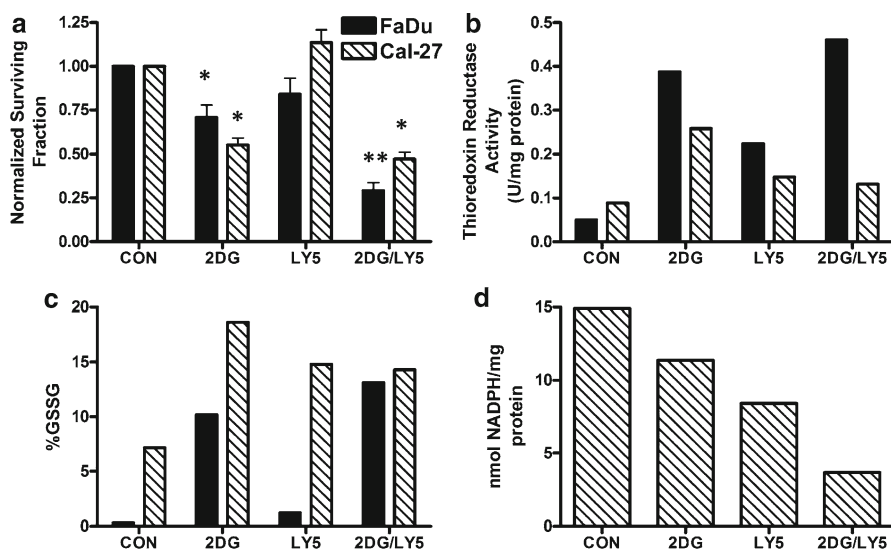 a
Normalized Surviving
Fraction
1.25
1.00
0.75
0.50
0.25
0.00
*
*
**
*
FaDu
Cal-27
CON
2DG
LY5
2DG/LY5
b
Thioredoxin Reductase
Activity
(U/mg protein)
0.5
0.4
0.3
0.2
0.1
0.0
CON
2DG
LY5
2DG/LY5
c
%GSSG
20
15
10
5
0
CON
2DG
LY5
2DG/LY5
d
nmol NADPH/mg
protein
15
10
5
0
CON
2DG
LY5
2DG/LY5